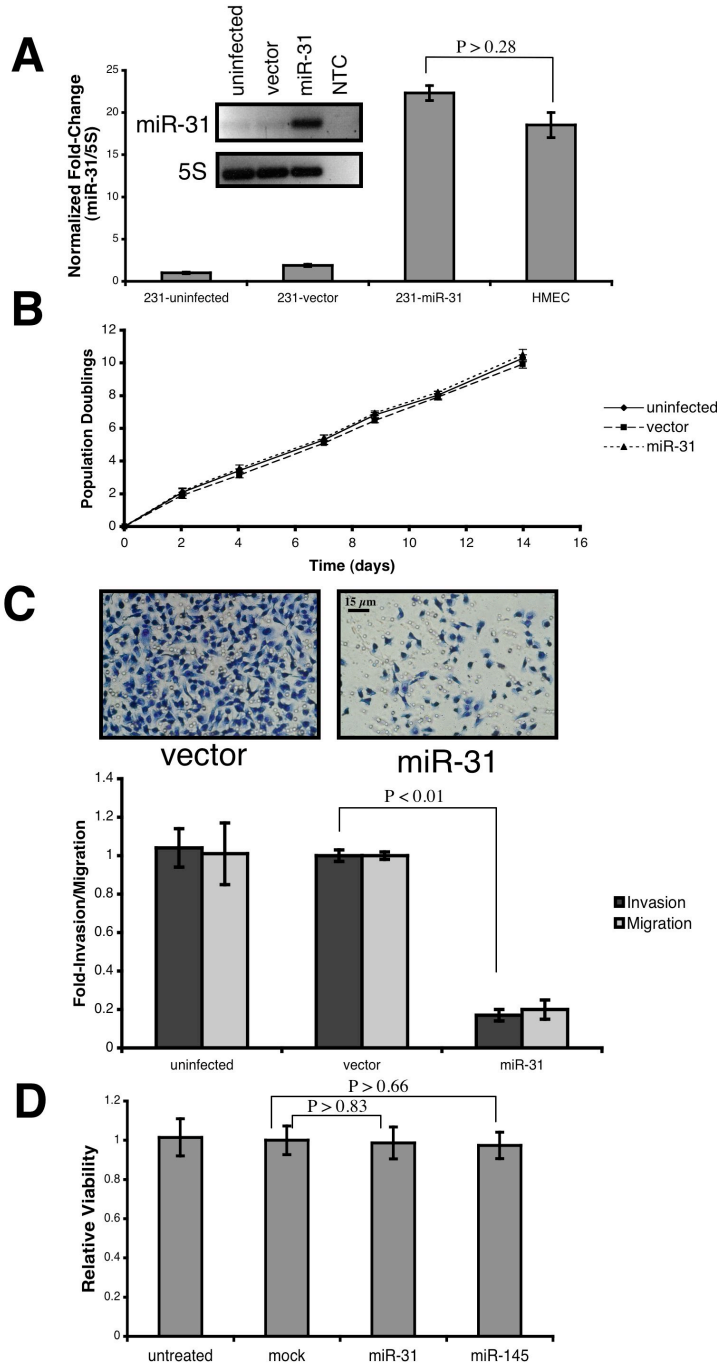 A
uninfected
vector
miR-31
NTC
P > 0.28
miR-31
5S
Normalized Fold-Change
(miR-31/5S)
25
20
15
10
5
0
231-uninfected 231-vector 231-miR-31 HMEC
B
Population Doublings
12
10
8
6
4
2
0
0 2 4 6 8 10 12 14 16
Time (days)
uninfected
vector
miR-31
C
15 µm
vector miR-31
Fold-Invasion/Migration
1.4
1.2
1
0.8
0.6
0.4
0.2
0
P < 0.01
Invasion
Migration
uninfected vector miR-31
D
P > 0.66
P > 0.83
Relative Viability
1.2
1
0.8
0.6
0.4
0.2
0
untreated mock miR-31 miR-145